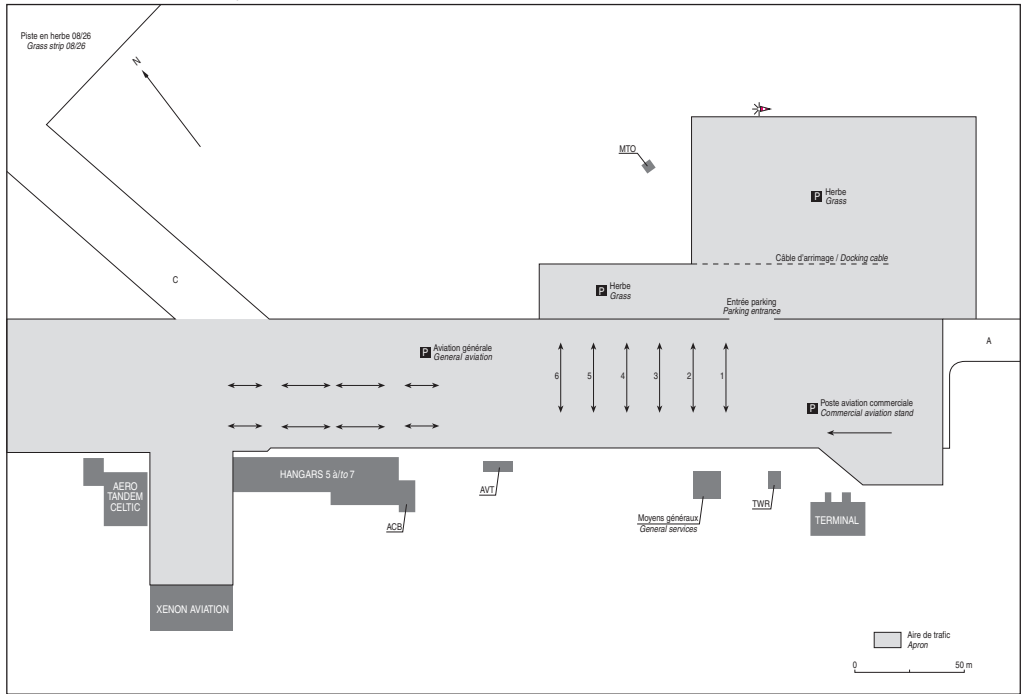 Piste en herbe 08/26
Grass strip 08/26
N
MTO
P Herbe
Grass
Câble d'arrimage / Docking cable
C
P Herbe
Grass
Entrée parking
Parking entrance
A
P Aviation générale
General aviation
6 5 4 3 2 1
P Poste aviation commerciale
Commercial aviation stand
HANGARS 5 à/to 7
AERO
TANDEM
CELTIC
AVT
ACB
Moyens généraux
General services
TWR
TERMINAL
XENON AVIATION
Aire de trafic
Apron
0 50 m